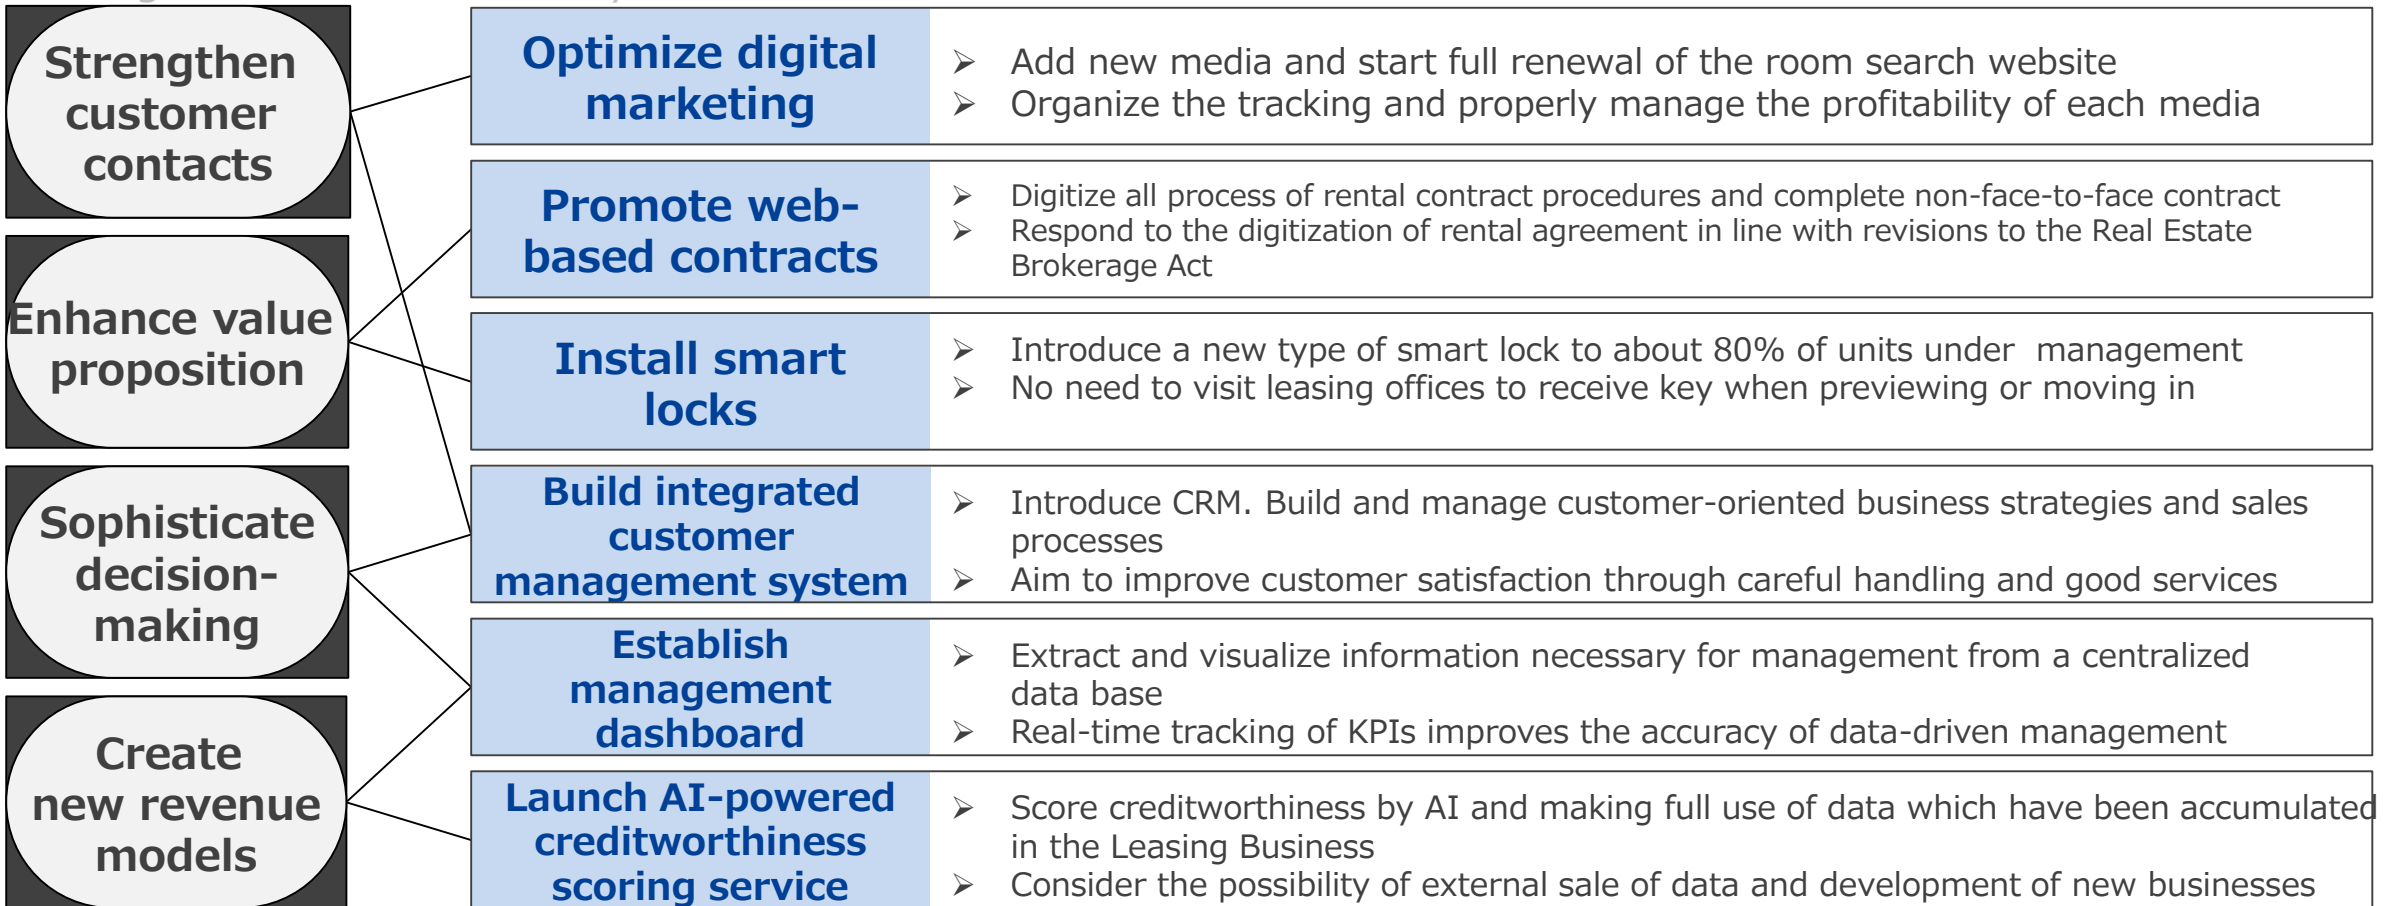 Strengthen
customer
contacts
Optimize digital
marketing
➢ Add new media and start full renewal of the room search website
➢ Organize the tracking and properly manage the profitability of each media
Promote web-
based contracts
➢ Digitize all process of rental contract procedures and complete non-face-to-face contract
➢ Respond to the digitization of rental agreement in line with revisions to the Real Estate
Brokerage Act
Enhance value
proposition
Install smart
locks
➢ Introduce a new type of smart lock to about 80% of units under management
➢ No need to visit leasing offices to receive key when previewing or moving in
Sophisticate
decision-
making
Build integrated
customer
management system
➢ Introduce CRM. Build and manage customer-oriented business strategies and sales
processes
➢ Aim to improve customer satisfaction through careful handling and good services
Establish
management
dashboard
➢ Extract and visualize information necessary for management from a centralized
data base
➢ Real-time tracking of KPIs improves the accuracy of data-driven management
Create
new revenue
models
Launch AI-powered
creditworthiness
scoring service
➢ Score creditworthiness by AI and making full use of data which have been accumulated
in the Leasing Business
➢ Consider the possibility of external sale of data and development of new businesses